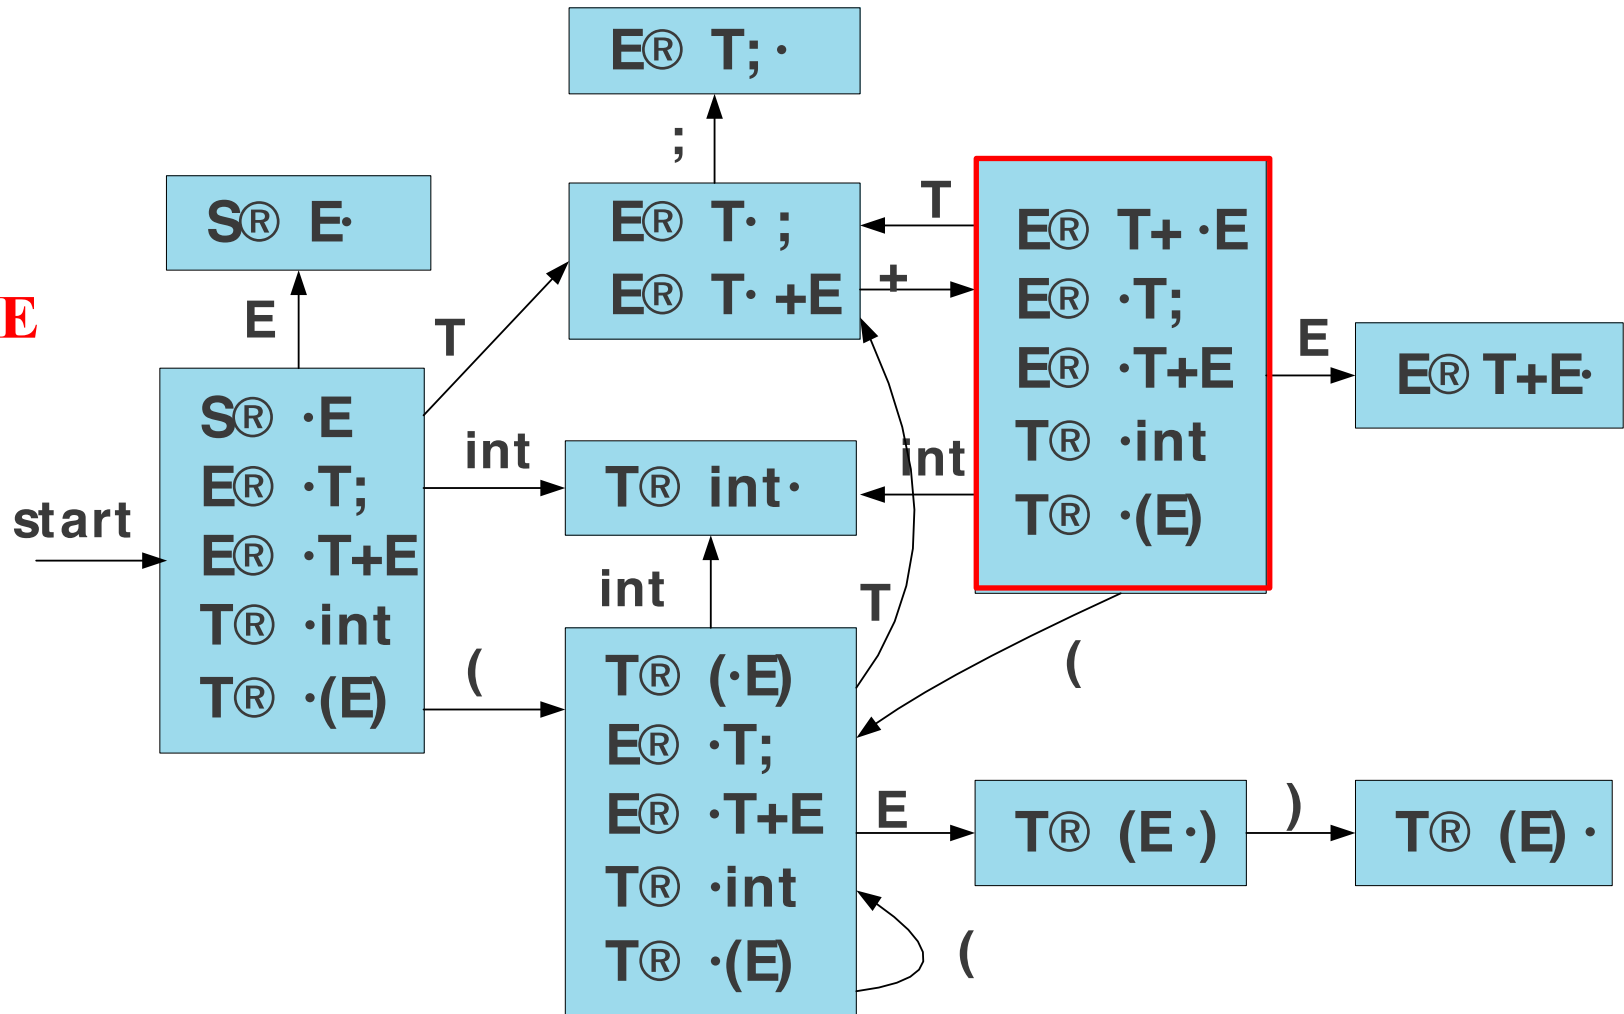 E® T; ·
;
S® E·
E® T· ;
E® T· +E
T
+
E® T+ ·E
E® ·T;
E® ·T+E
T® ·int
T® ·(E)
E
E
T
E
E® T+E·
S® ·E
E® ·T;
E® ·T+E
T® ·int
T® ·(E)
start
int
T® int·
int
int
T
(
(
T® (·E)
E® ·T;
E® ·T+E
T® ·int
T® ·(E)
E
T® (E·)
)
T® (E) ·
(